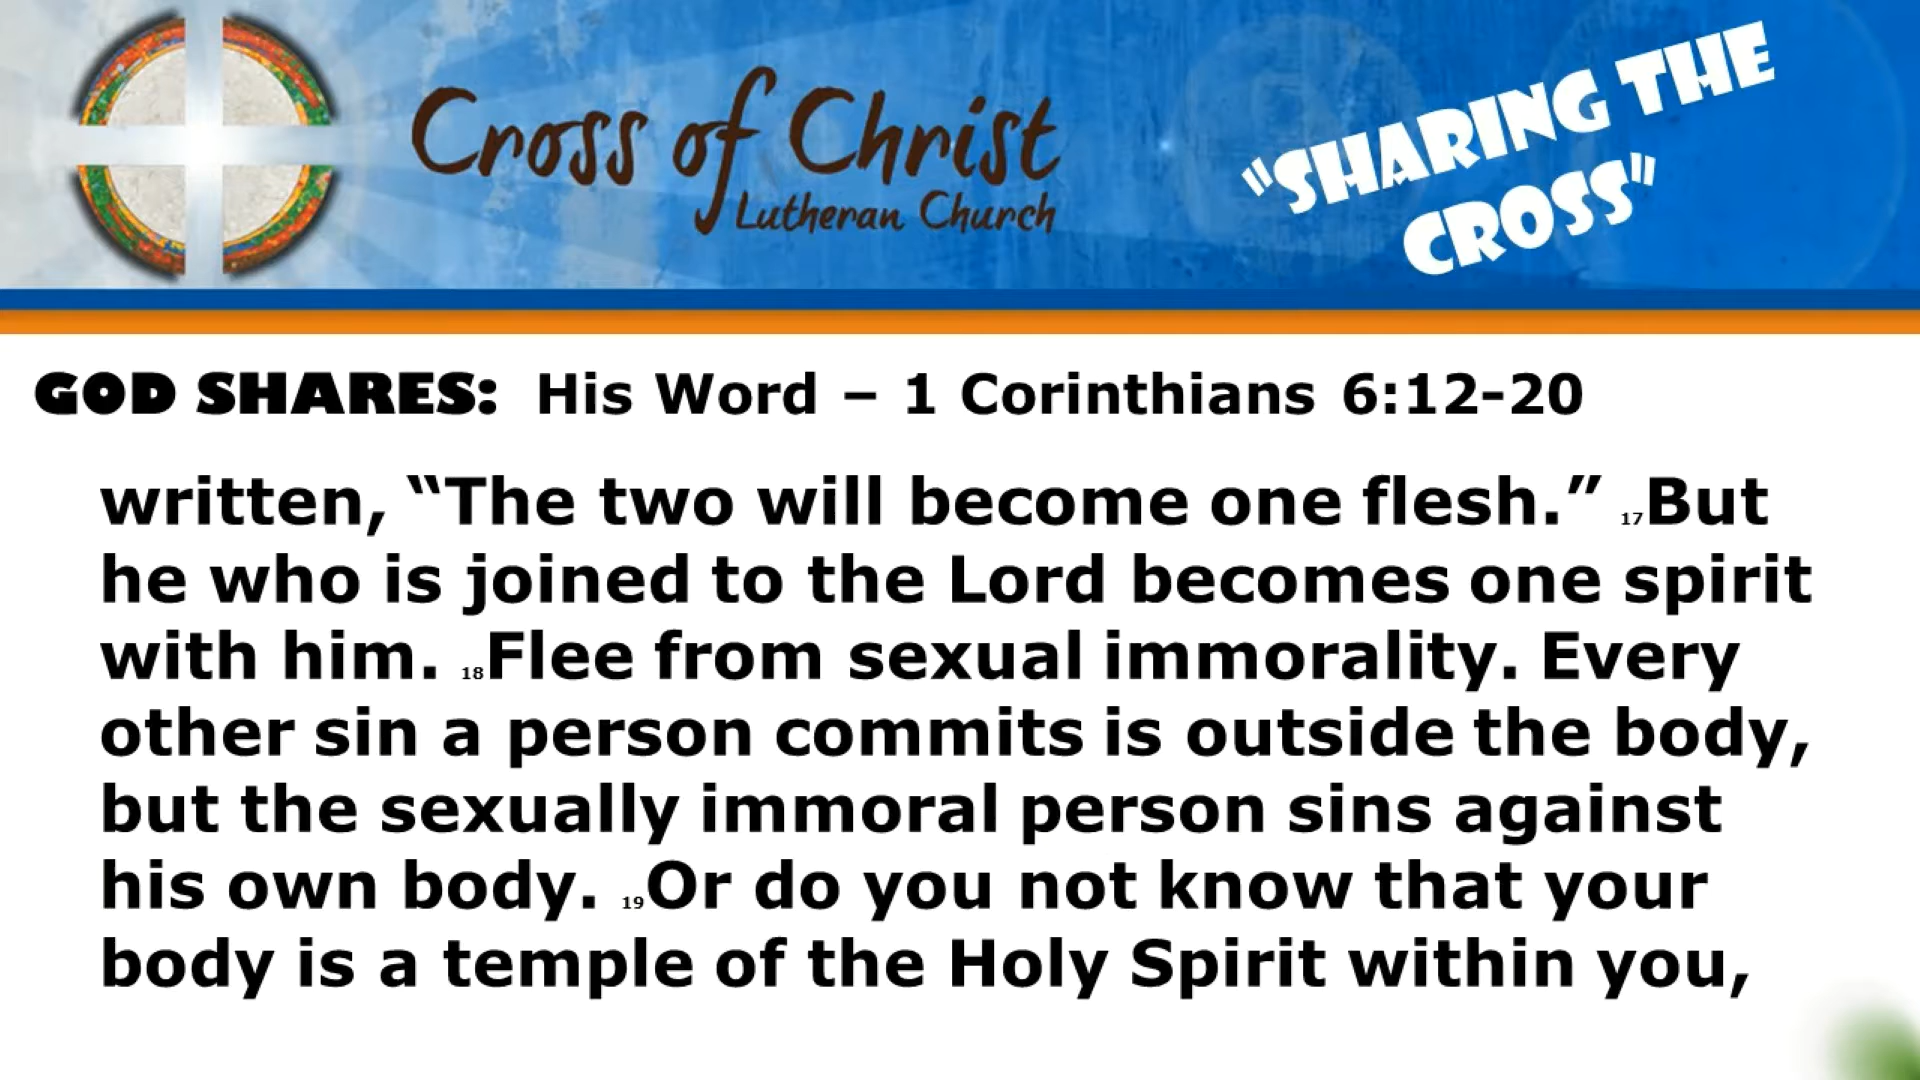 Cross of Christ
Lutheran Church
"SHARING THE
CROSS"
GOD SHARES: His Word – 1 Corinthians 6:12-20
written, “The two will become one flesh.” 17But
he who is joined to the Lord becomes one spirit
with him. 18Flee from sexual immorality. Every
other sin a person commits is outside the body,
but the sexually immoral person sins against
his own body. 19Or do you not know that your
body is a temple of the Holy Spirit within you,